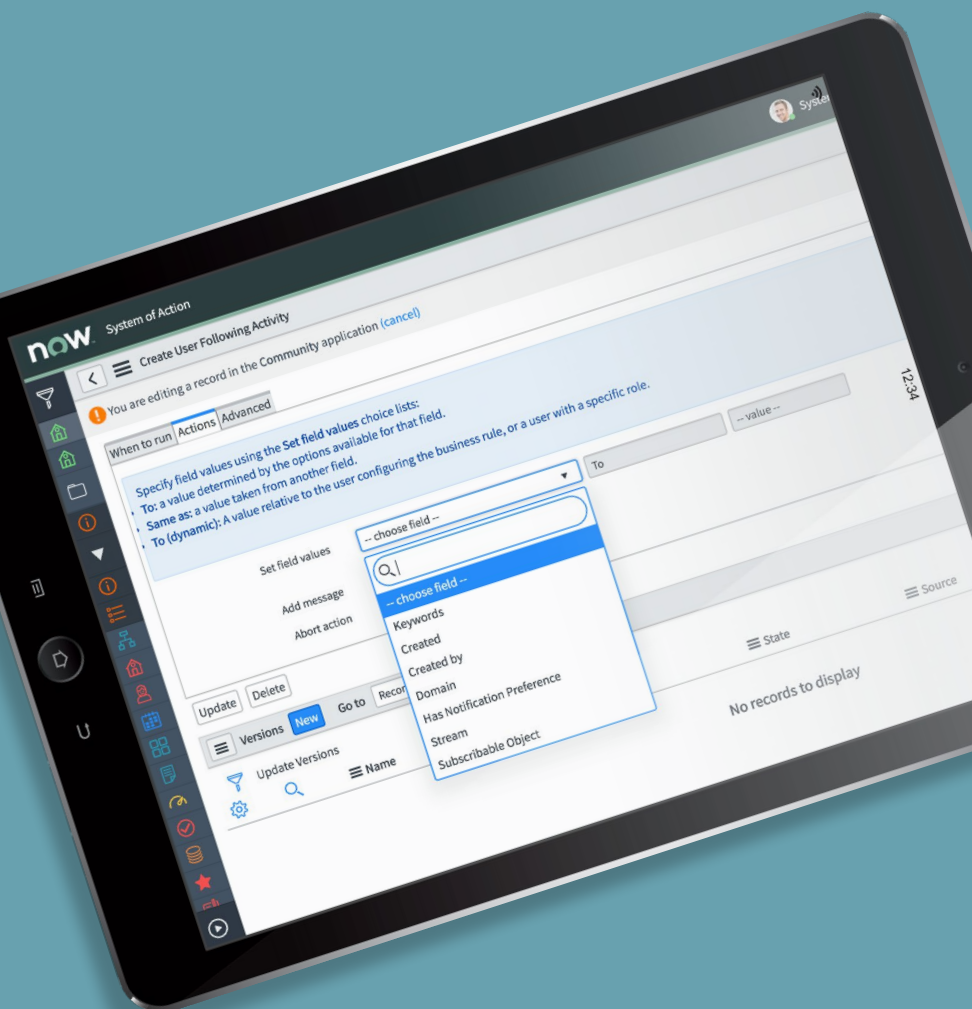 now. System of Action
Create User Following Activity
You are editing a record in the Community application (cancel)
When to run Actions Advanced
Specify field values using the Set field values choice lists:
To: a value determined by the options available for that field.
Same as: a value taken from another field.
To (dynamic): A value relative to the user configuring the business rule, or a user with a specific role.
Set field values -- choose field -- To -- value --
Add message
Abort action
-- choose field --
Keywords
Created
Created by
Domain
Has Notification Preference
Stream
Subscribable Object
Update Delete
Versions New Go to
Update Versions
Name State Source
No records to display
12:34